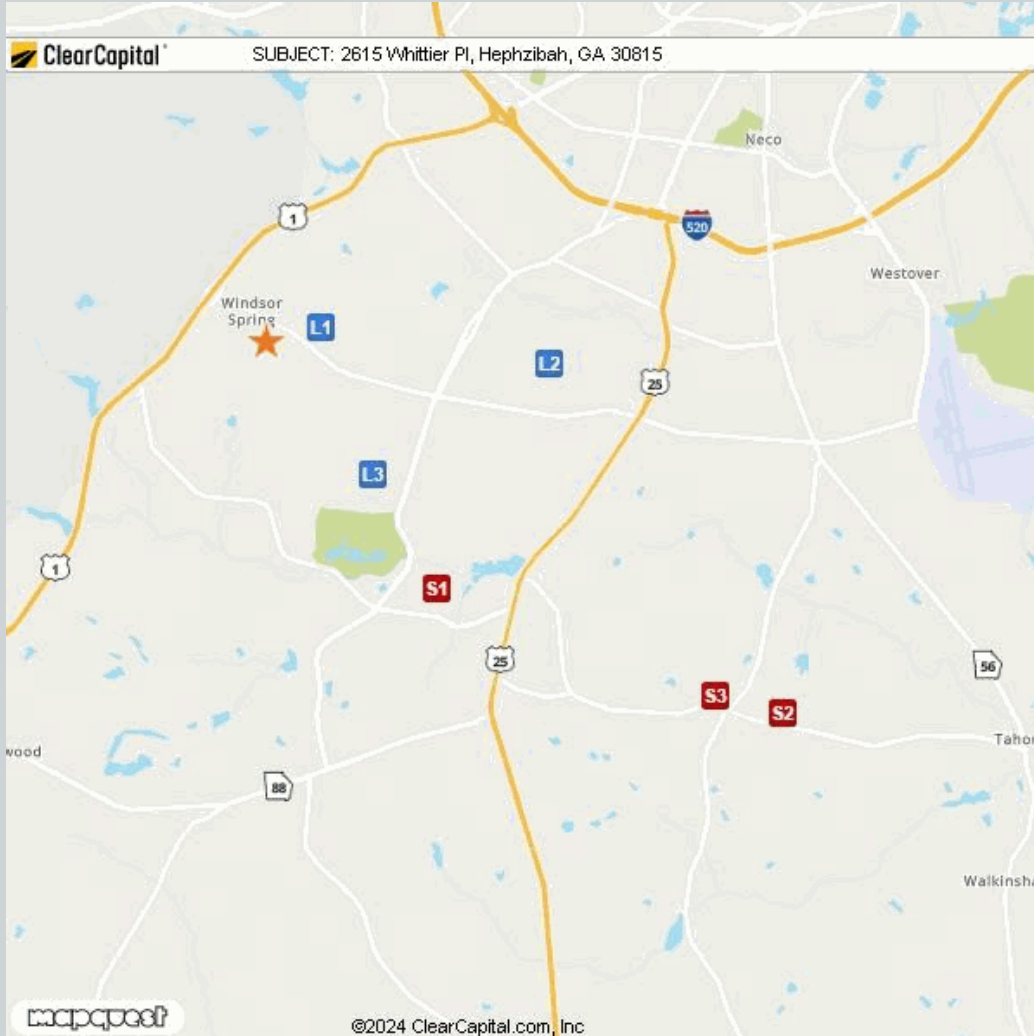 ClearCapital
SUBJECT: 2615 Whittier Pl, Hephzibah, GA 30815
Neco
1
520
Westover
Windsor
Spring
L1
L2
25
L3
1
S1
25
56
S3
S2
Tahor
wood
88
Walkinsha
mapquest
©2024 ClearCapital.com, Inc